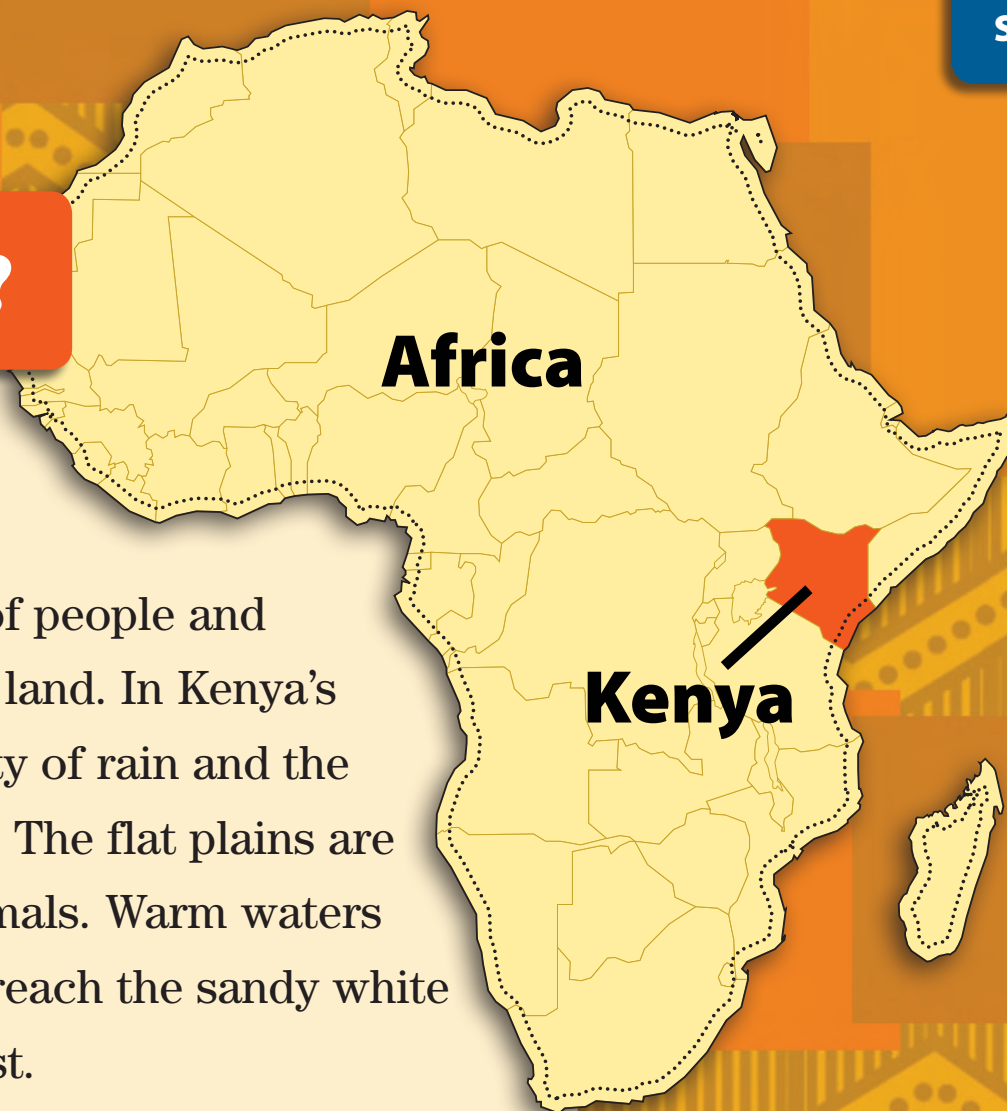 S
?
Africa
Kenya
of people and
land. In Kenya's
ty of rain and the
The flat plains are
mals. Warm waters
reach the sandy white
st.